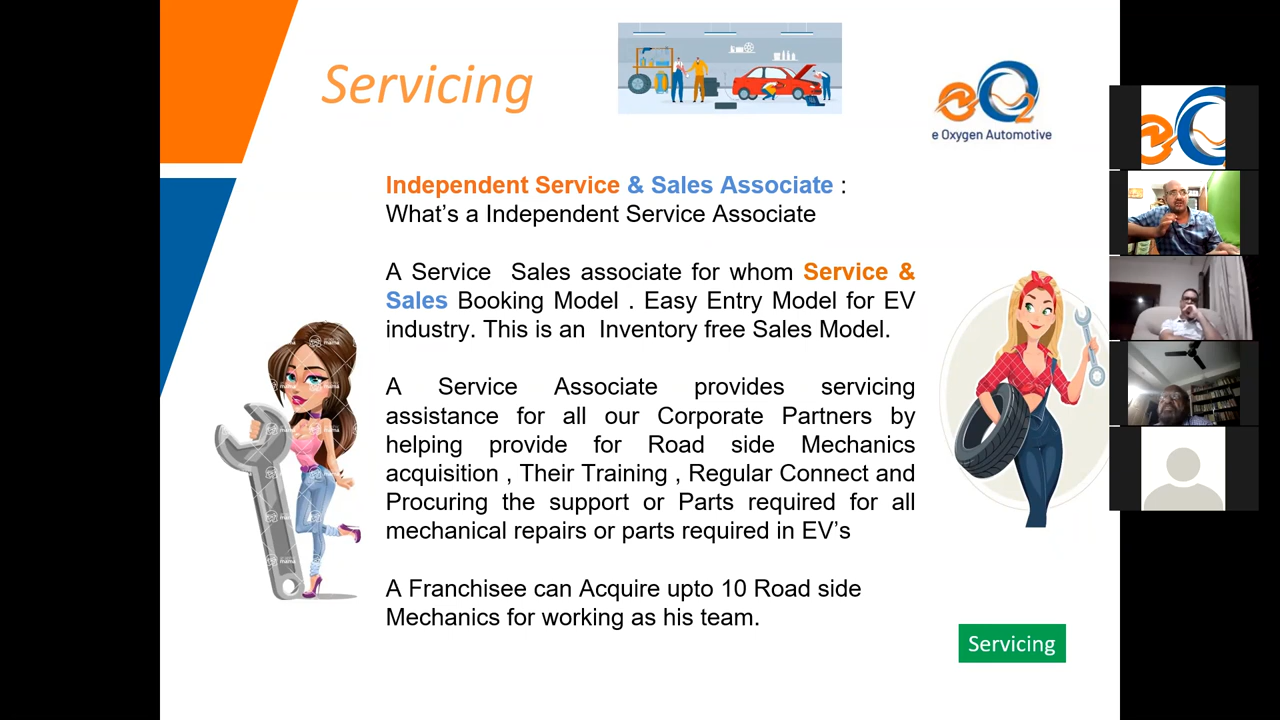 Servicing
eO2
e Oxygen Automotive
Independent Service & Sales Associate :
What's a Independent Service Associate
A Service Sales associate for whom Service &
Sales Booking Model . Easy Entry Model for EV
industry. This is an Inventory free Sales Model.
A Service Associate provides servicing
assistance for all our Corporate Partners by
helping provide for Road side Mechanics
acquisition , Their Training , Regular Connect and
Procuring the support or Parts required for all
mechanical repairs or parts required in EV's
A Franchisee can Acquire upto 10 Road side
Mechanics for working as his team.
Servicing